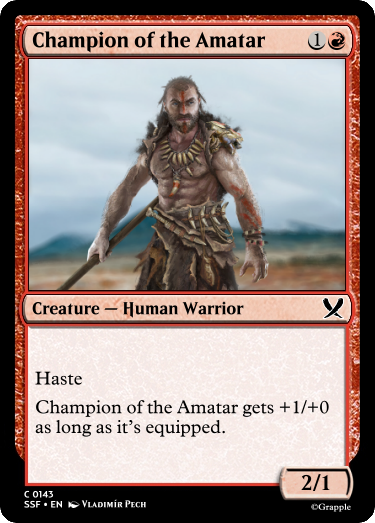 Champion of the Amatar 1
Creature — Human Warrior
Haste
Champion of the Amatar gets +1/+0
as long as it's equipped.
2/1
C 0143
SSF • EN Vladimír Pech
©Grapple